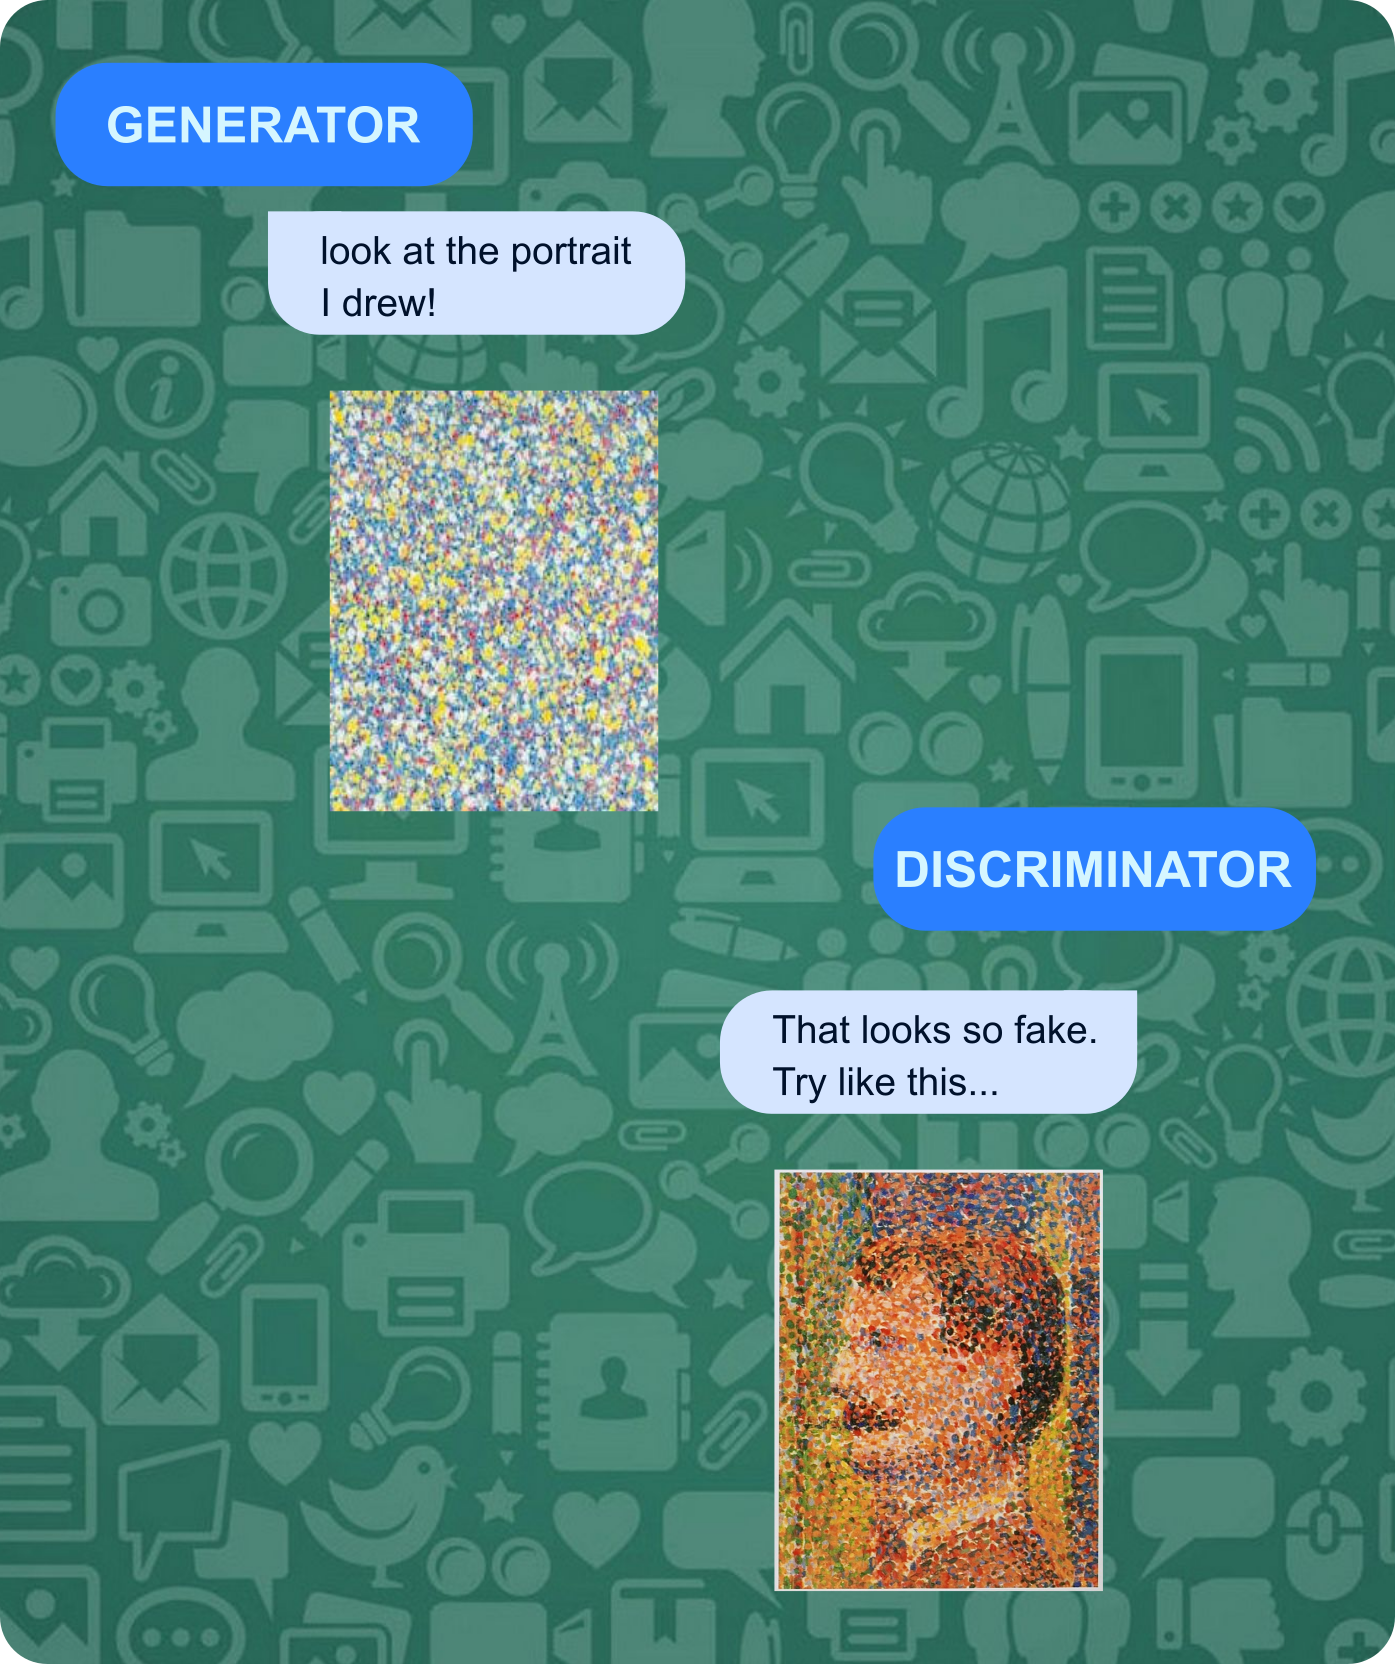 GENERATOR
look at the portrait
I drew!
DISCRIMINATOR
That looks so fake.
Try like this...